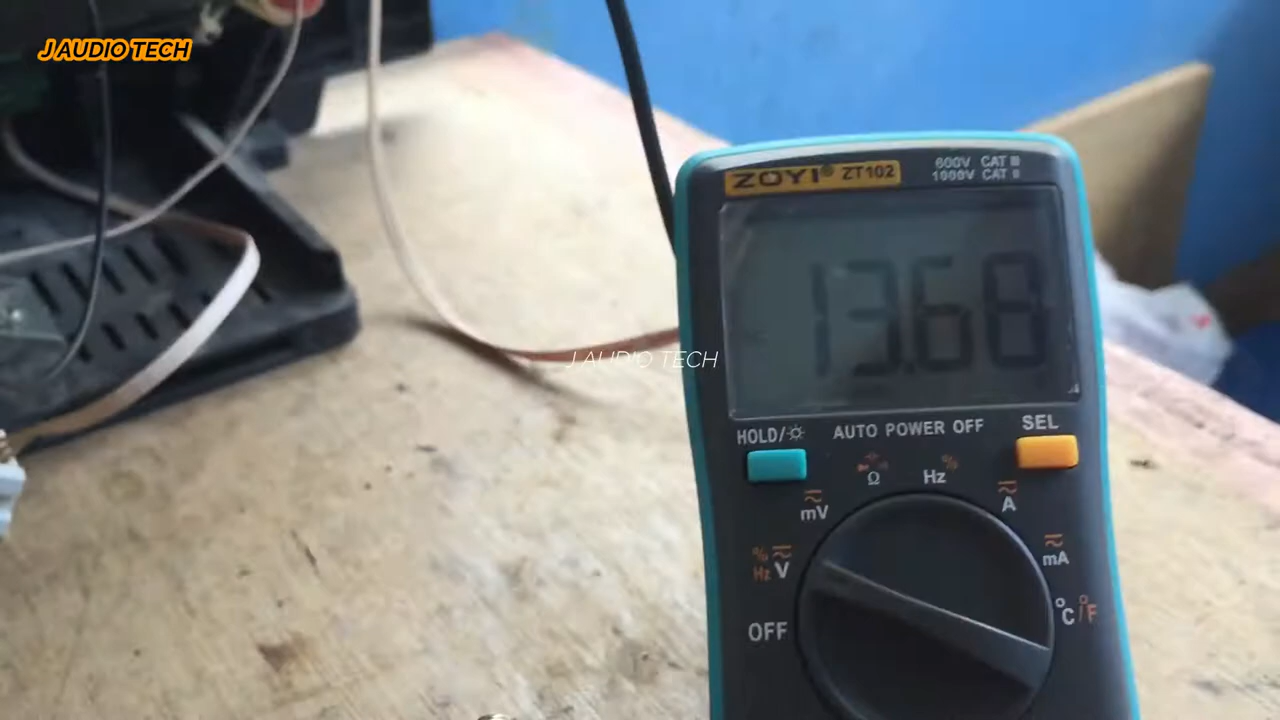 J AUDIO TECH
ZOYI® ZT102
600V CAT III
1000V CAT II
13.68
J AUDIO TECH
HOLD/
AUTO POWER OFF
SEL
Ω
Hz
%
mV
A
% Hz V
mA
OFF
°C/°F